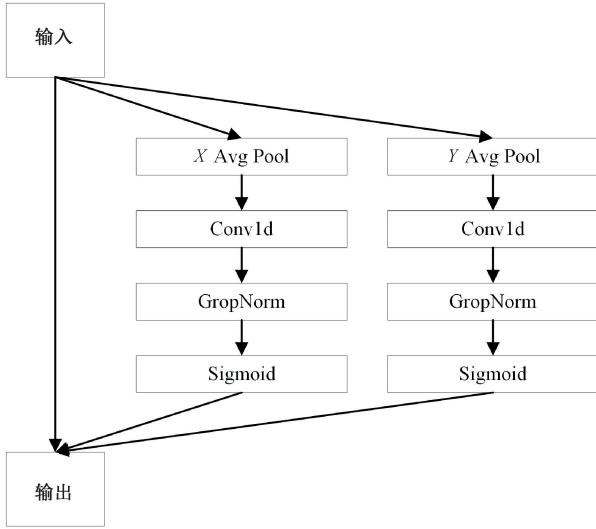 输入
X Avg Pool
Y Avg Pool
Conv1d
Conv1d
GropNorm
GropNorm
Sigmoid
Sigmoid
输出